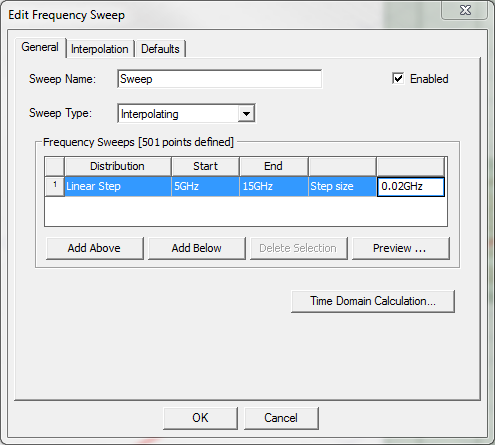 Edit Frequency Sweep
General Interpolation Defaults
Sweep Name: Sweep Enabled
Sweep Type: Interpolating
Frequency Sweeps [501 points defined]
Distribution Start End
1 Linear Step 5GHz 15GHz Step size 0.02GHz
Add Above Add Below Delete Selection Preview ...
Time Domain Calculation...
OK Cancel